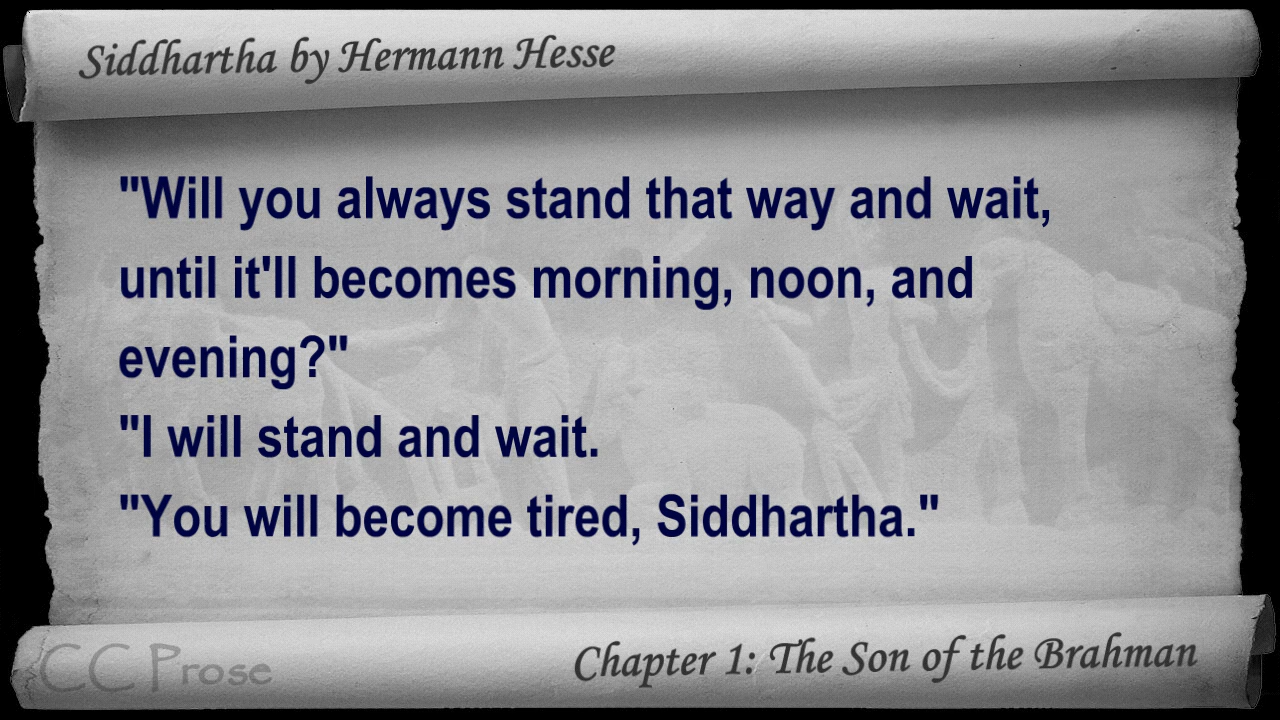 Siddhartha by Hermann Hesse
"Will you always stand that way and wait,
until it'll becomes morning, noon, and
evening?"
"I will stand and wait.
"You will become tired, Siddhartha."
CC Prose
Chapter 1: The Son of the Brahman